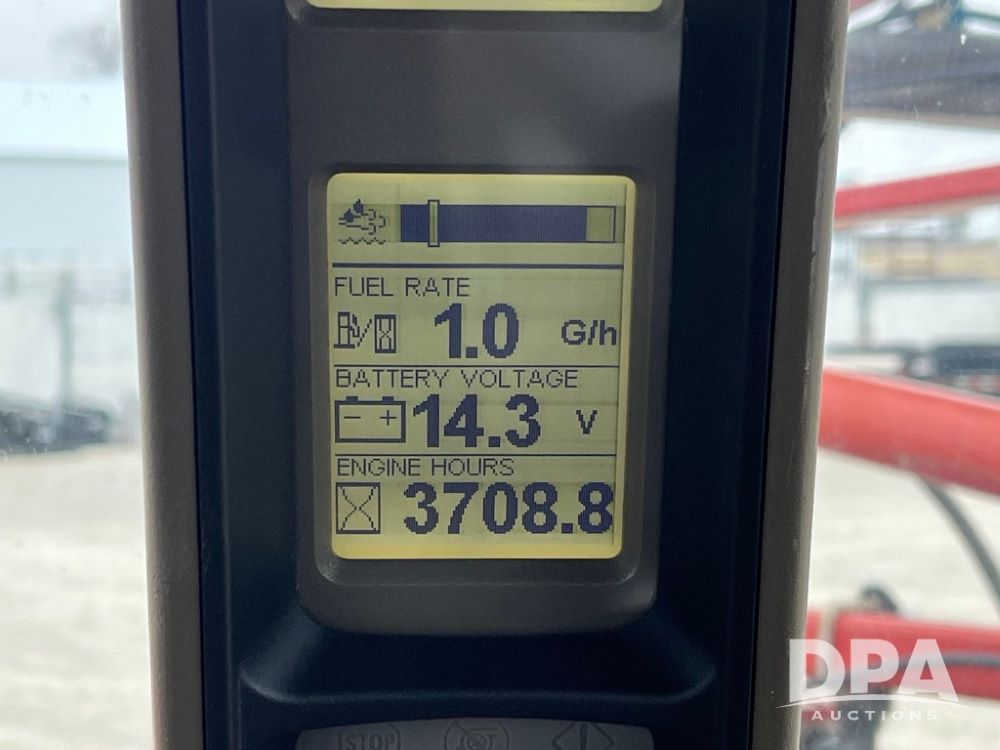 FUEL RATE
1.0 G/h
BATTERY VOLTAGE
- + 14.3 V
ENGINE HOURS
3708.8
STOP
DPA
AUCTIONS